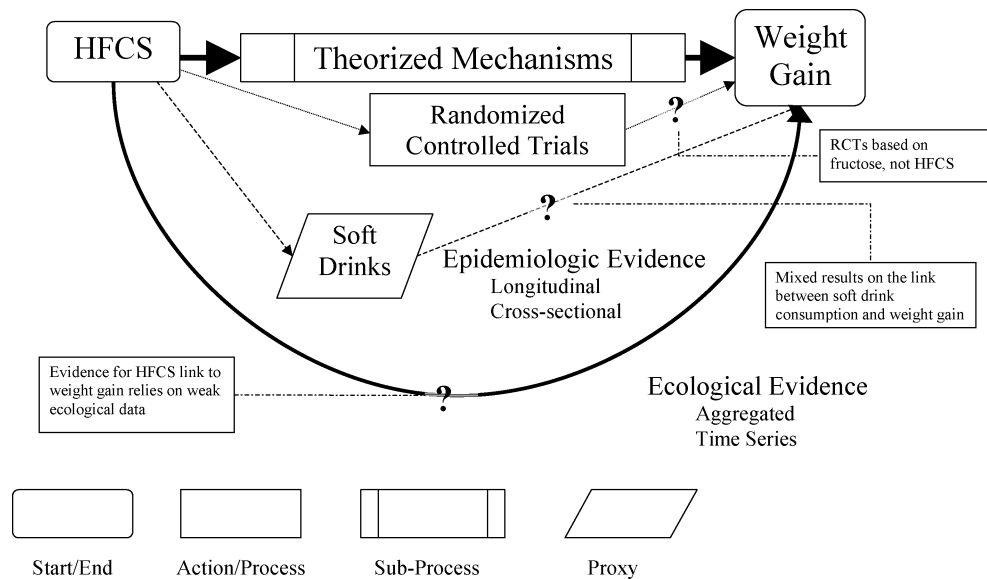 HFCS
Theorized Mechanisms
Weight
Gain
Randomized
Controlled Trials
?
RCTs based on
fructose, not HFCS
?
Soft
Drinks
Epidemiologic Evidence
Longitudinal
Cross-sectional
Mixed results on the link
between soft drink
consumption and weight gain
Evidence for HFCS link to
weight gain relies on weak
ecological data
?
Ecological Evidence
Aggregated
Time Series
Start/End
Action/Process
Sub-Process
Proxy